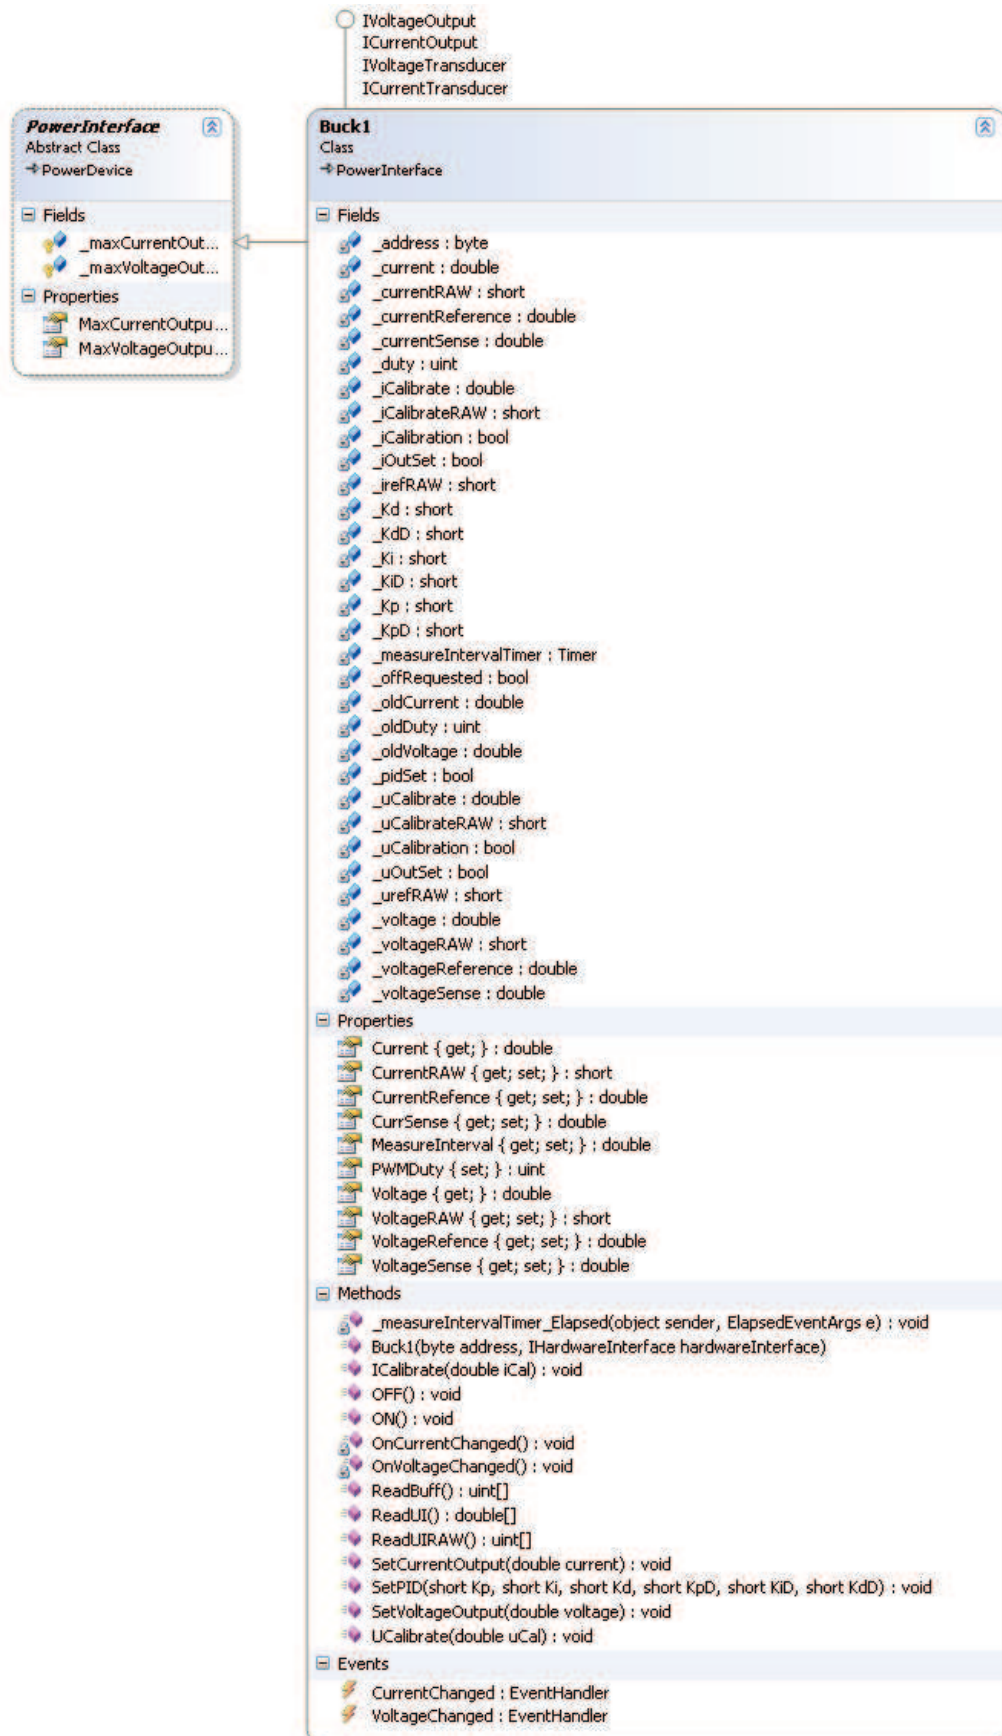 IVoltageOutput
ICurrentOutput
IVoltageTransducer
ICurrentTransducer
PowerInterface
Abstract Class
PowerDevice
Fields
_maxCurrentOut...
_maxVoltageOut...
Properties
MaxCurrentOutpu...
MaxVoltageOutpu...
Buck1
Class
PowerInterface
Fields
_address : byte
_current : double
_currentRAW : short
_currentReference : double
_currentSense : double
_duty : uint
_iCalibrate : double
_iCalibrateRAW : short
_iCalibration : bool
_iOutSet : bool
_irefRAW : short
_Kd : short
_KdD : short
_Ki : short
_KiD : short
_Kp : short
_KpD : short
_measureIntervalTimer : Timer
_offRequested : bool
_oldCurrent : double
_oldDuty : uint
_oldVoltage : double
_pidSet : bool
_uCalibrate : double
_uCalibrateRAW : short
_uCalibration : bool
_uOutSet : bool
_urefRAW : short
_voltage : double
_voltageRAW : short
_voltageReference : double
_voltageSense : double
Properties
Current { get; } : double
CurrentRAW { get; set; } : short
CurrentRefence { get; set; } : double
CurrSense { get; set; } : double
MeasureInterval { get; set; } : double
PWMDuty { set; } : uint
Voltage { get; } : double
VoltageRAW { get; set; } : short
VoltageRefence { get; set; } : double
VoltageSense { get; set; } : double
Methods
_measureIntervalTimer_Elapsed(object sender, ElapsedEventArgs e) : void
Buck1(byte address, IHardwareInterface hardwareInterface)
ICalibrate(double iCal) : void
OFF() : void
ON() : void
OnCurrentChanged() : void
OnVoltageChanged() : void
ReadBuff() : uint[]
ReadUI() : double[]
ReadUIRAW() : uint[]
SetCurrentOutput(double current) : void
SetPID(short Kp, short Ki, short Kd, short KpD, short KiD, short KdD) : void
SetVoltageOutput(double voltage) : void
UCalibrate(double uCal) : void
Events
CurrentChanged : EventHandler
VoltageChanged : EventHandler